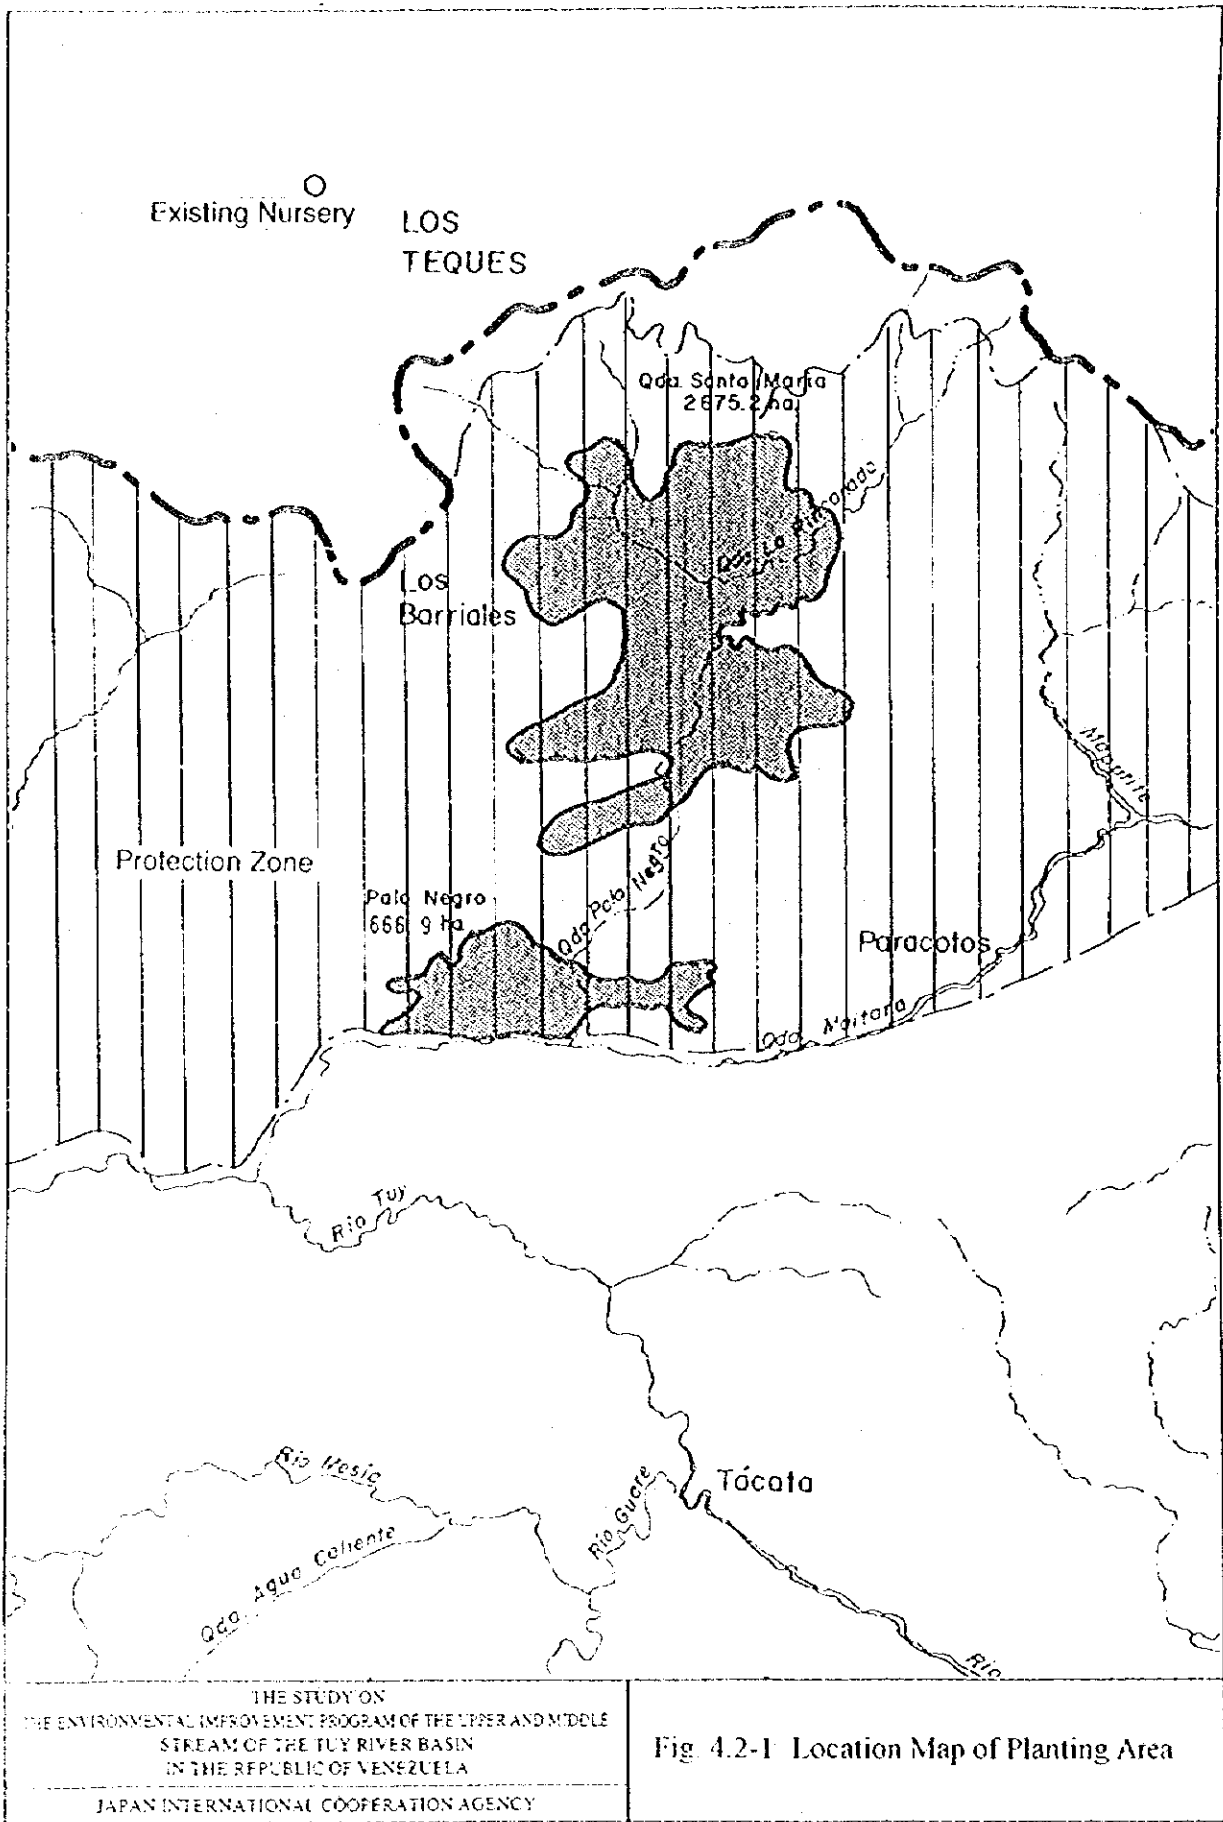 Existing Nursery
LOS
TEQUES
Qda. Santa Maria
2675.2 ha
Los
Barriales
Mapurite
Protection Zone
Palo Negro
666.9 ha
Qda Palo Negro
Paracotos
Qda. Maitana
Rio Tuy
Rio Mesia
Tácata
Rio Guare
Qda. Agua Caliente
Rio
THE STUDY ON
THE ENVIRONMENTAL IMPROVEMENT PROGRAM OF THE UPPER AND MIDDLE
STREAM OF THE TUY RIVER BASIN
IN THE REPUBLIC OF VENEZUELA
JAPAN INTERNATIONAL COOPERATION AGENCY
Fig. 4.2-1 Location Map of Planting Area